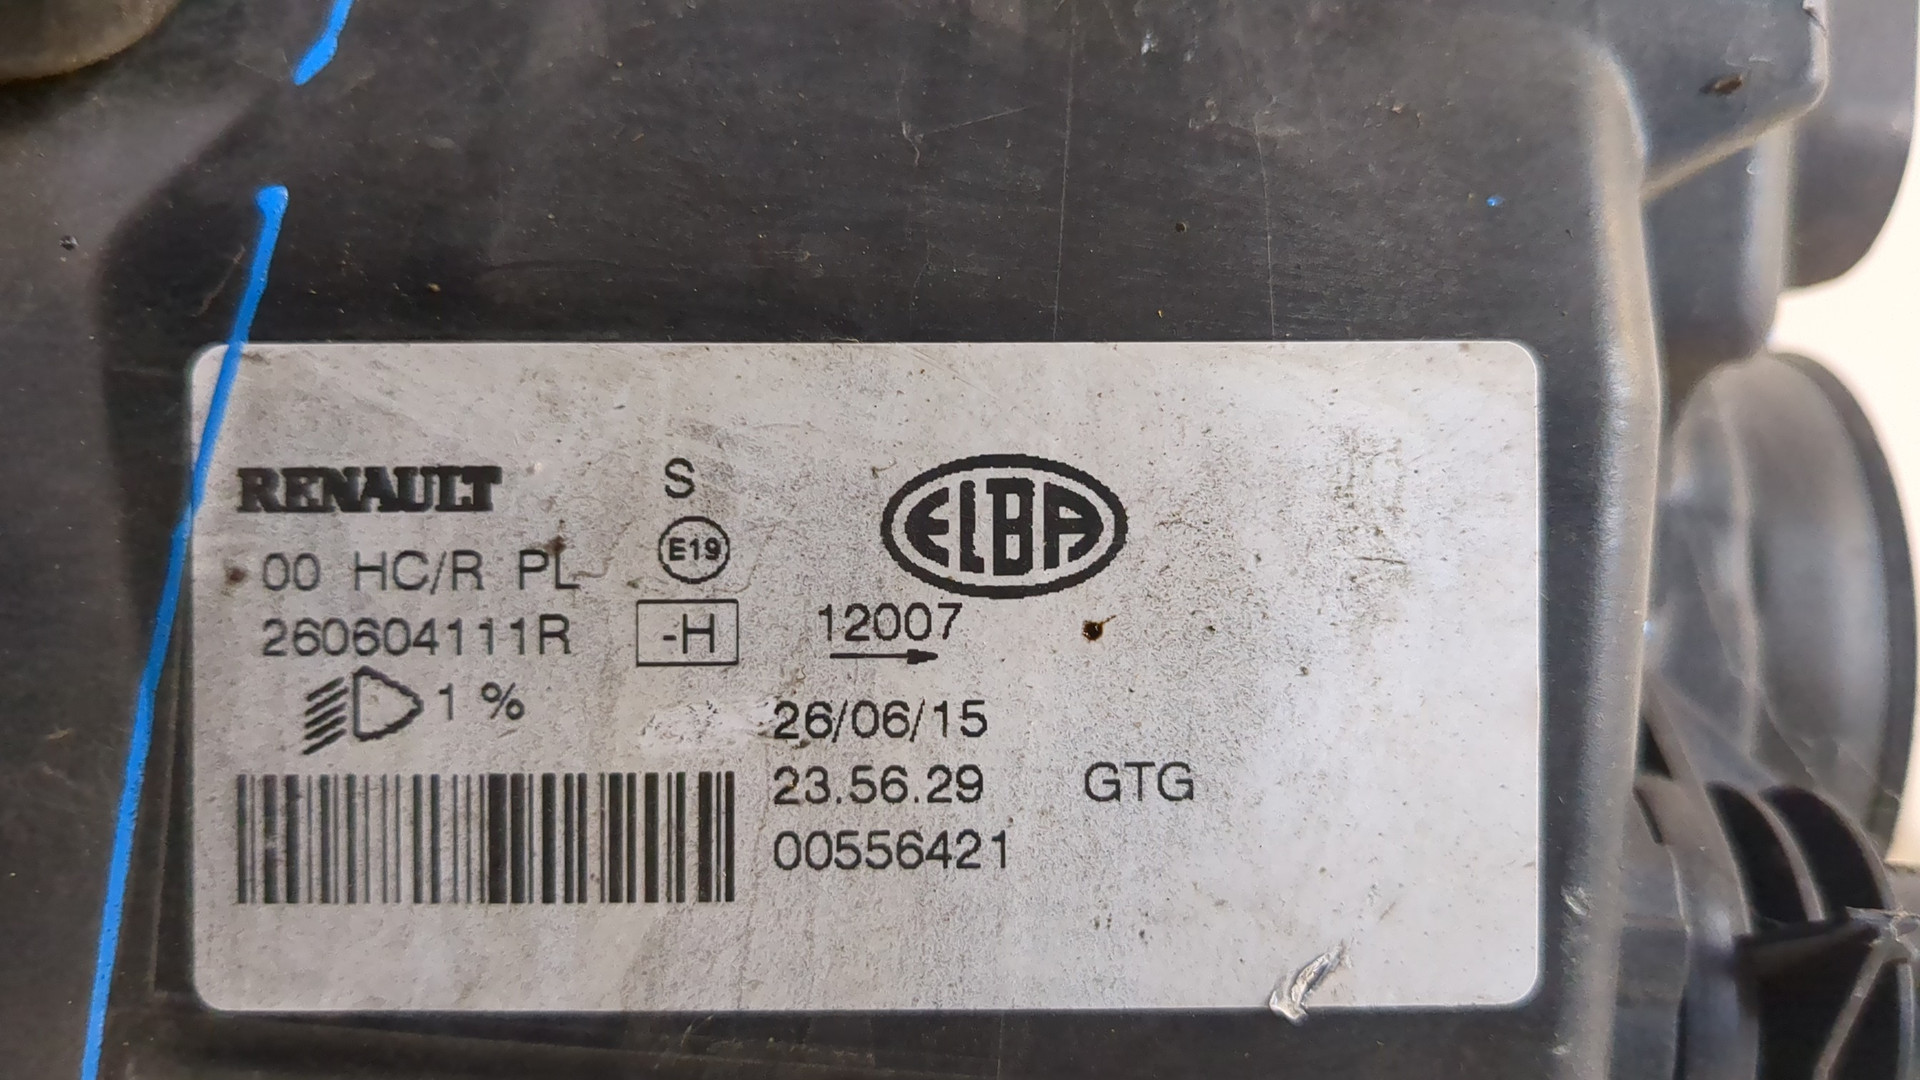 RENAULT
S
ELBA
E19
00 HC/R PL
260604111R
-H
12007
1 %
26/06/15
23.56.29 GTG
00556421